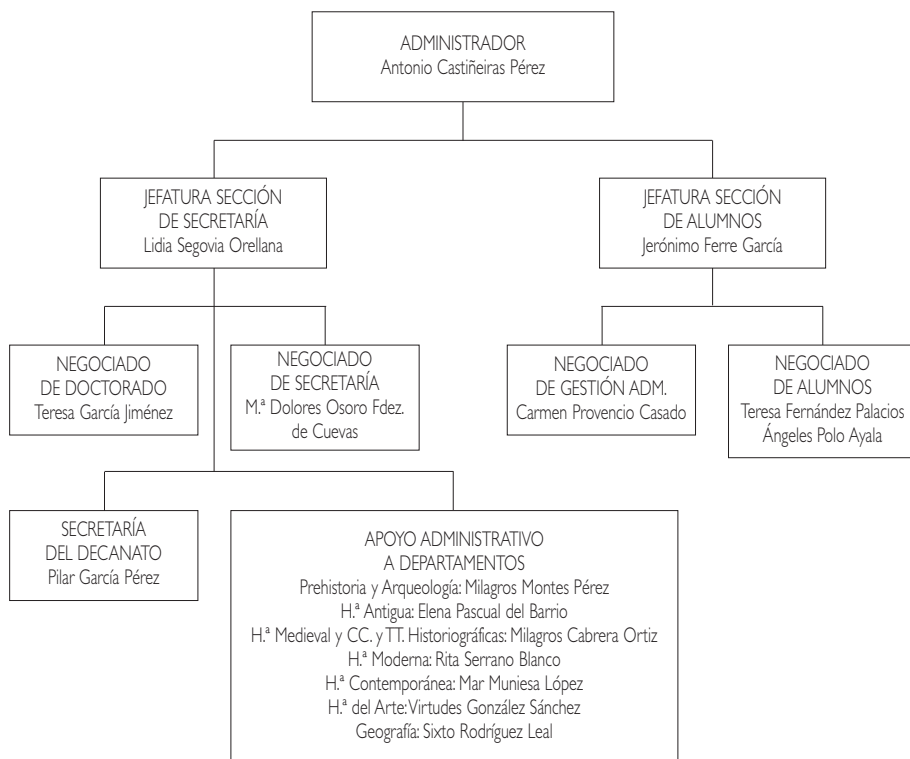 ADMINISTRADOR
Antonio Castiñeiras Pérez
JEFATURA SECCIÓN
DE SECRETARÍA
Lidia Segovia Orellana
JEFATURA SECCIÓN
DE ALUMNOS
Jerónimo Ferre García
NEGOCIADO
DE DOCTORADO
Teresa García Jiménez
NEGOCIADO
DE SECRETARÍA
M.ª Dolores Osoro Fdez.
de Cuevas
NEGOCIADO
DE GESTIÓN ADM.
Carmen Provencio Casado
NEGOCIADO
DE ALUMNOS
Teresa Fernández Palacios
Ángeles Polo Ayala
SECRETARÍA
DEL DECANATO
Pilar García Pérez
APOYO ADMINISTRATIVO
A DEPARTAMENTOS
Prehistoria y Arqueología: Milagros Montes Pérez
H.ª Antigua: Elena Pascual del Barrio
H.ª Medieval y CC. y TT. Historiográficas: Milagros Cabrera Ortiz
H.ª Moderna: Rita Serrano Blanco
H.ª Contemporánea: Mar Muniesa López
H.ª del Arte: Virtudes González Sánchez
Geografía: Sixto Rodríguez Leal